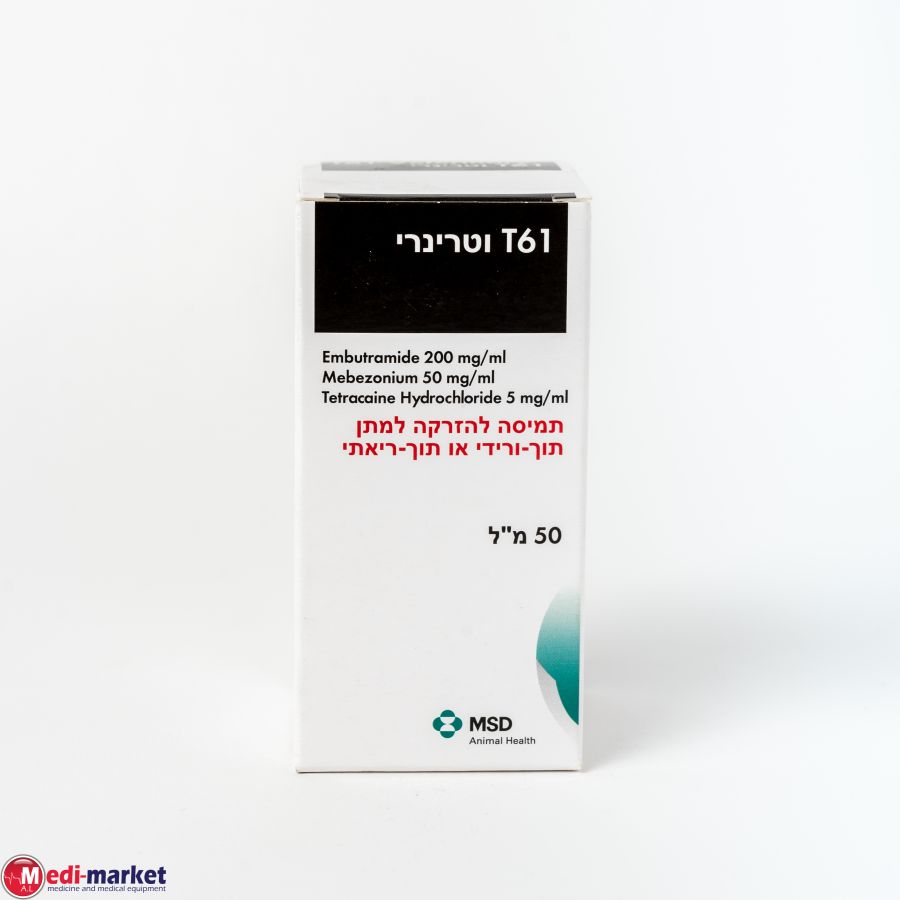 T61 וטרינרי
Embutramide 200 mg/ml
Mebezonium 50 mg/ml
Tetracaine Hydrochloride 5 mg/ml
תמיסה להזרקה למתן
תוך-ורידי או תוך-ריאתי
50 מ"ל
MSD
Animal Health
Medi-market
A.L.
medicine and medical equipment